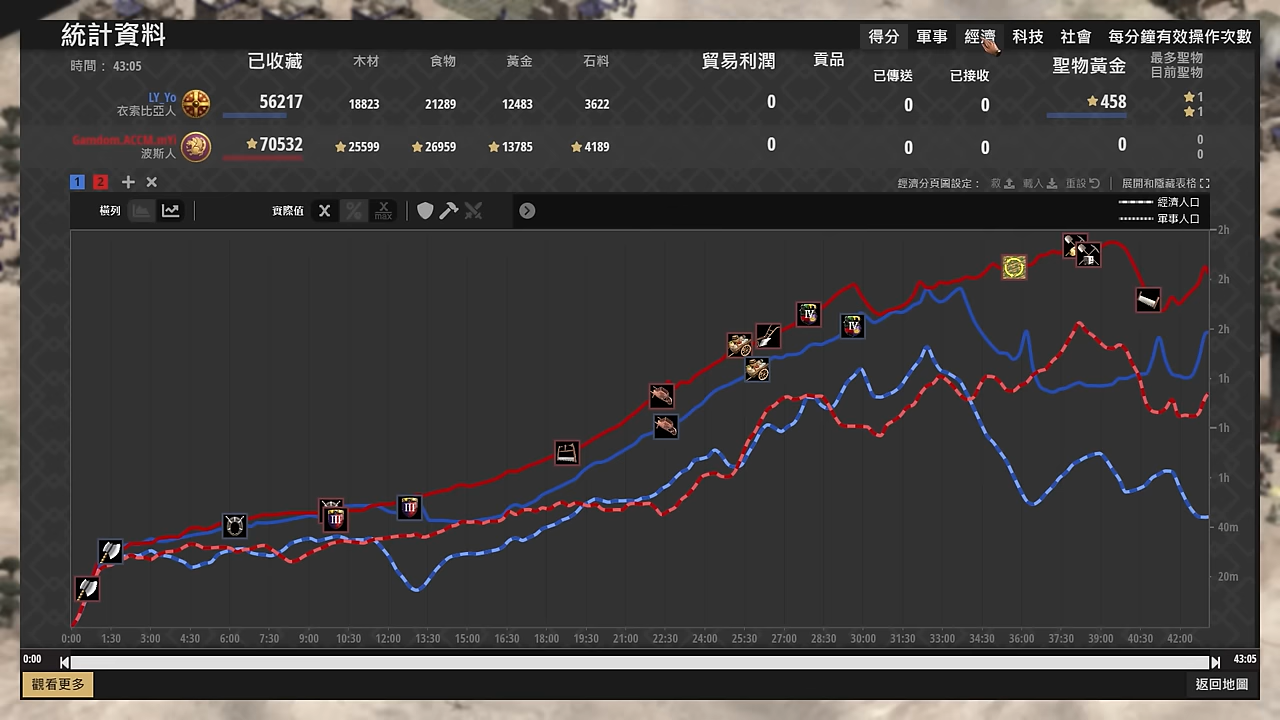 統計資料
得分 軍事 經濟 科技 社會 每分鐘有效操作次數
時間： 43:05
已收藏 木材 食物 黃金 石料 貿易利潤 貢品 已傳送 已接收 聖物黃金 最多聖物 目前聖物
LY_Yo
衣索比亞人
56217 18823 21289 12483 3622 0 0 0 458 1 1
波斯人
70532 25599 26959 13785 4189 0 0 0 0 0 0
1 2
經濟分頁圖設定： 載入 重設 展開和隱藏表格
橫列 實際值 X % X max
經濟人口
軍事人口
2h
2h
2h
1h
1h
1h
40m
20m
III III IV IV
0:00 1:30 3:00 4:30 6:00 7:30 9:00 10:30 12:00 13:30 15:00 16:30 18:00 19:30 21:00 22:30 24:00 25:30 27:00 28:30 30:00 31:30 33:00 34:30 36:00 37:30 39:00 40:30 42:00
0:00 43:05
觀看更多 返回地圖